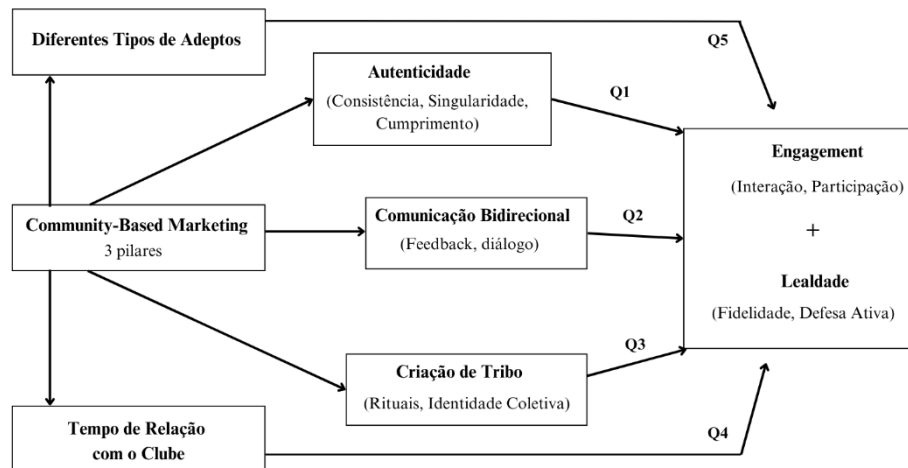 Diferentes Tipos de Adeptos
Q5
Autenticidade
(Consistência, Singularidade,
Cumprimento)
Q1
Engagement
(Interação, Participação)
+
Lealdade
(Fidelidade, Defesa Ativa)
Community-Based Marketing
3 pilares
Comunicação Bidirecional
(Feedback, diálogo)
Q2
Q3
Criação de Tribo
(Rituais, Identidade Coletiva)
Tempo de Relação
com o Clube
Q4